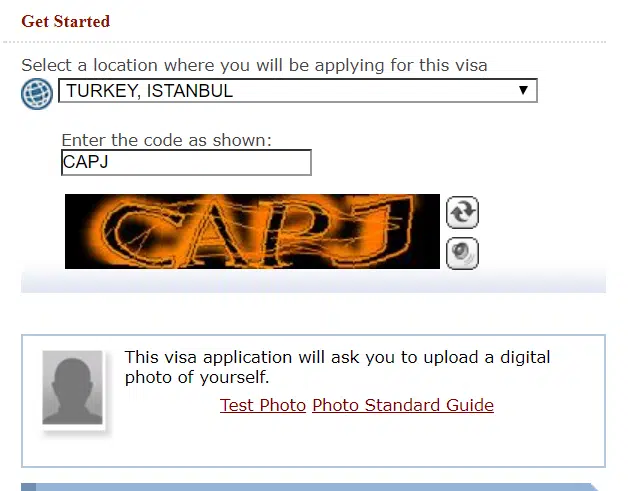 Get Started
Select a location where you will be applying for this visa
TURKEY, ISTANBUL
Enter the code as shown:
CAPJ
CAPJ
This visa application will ask you to upload a digital
photo of yourself.
Test Photo Photo Standard Guide